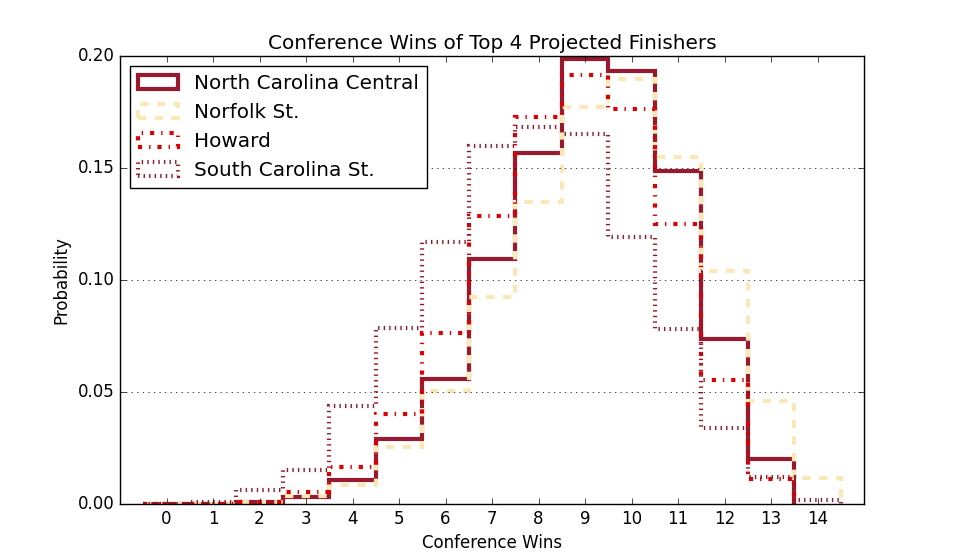 Conference Wins of Top 4 Projected Finishers
0.20
0.15
0.10
0.05
0.00
Probability
North Carolina Central
Norfolk St.
Howard
South Carolina St.
0 1 2 3 4 5 6 7 8 9 10 11 12 13 14
Conference Wins